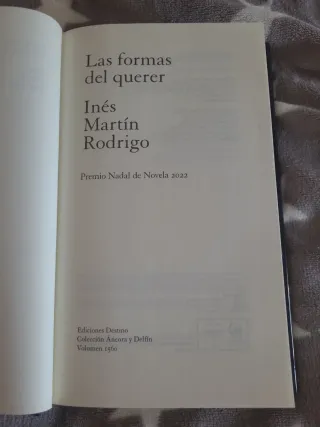 Las formas
del querer
Inés
Martín
Rodrigo
Premio Nadal de Novela 2022
Ediciones Destino
Colección Áncora y Delfín
Volumen 1560